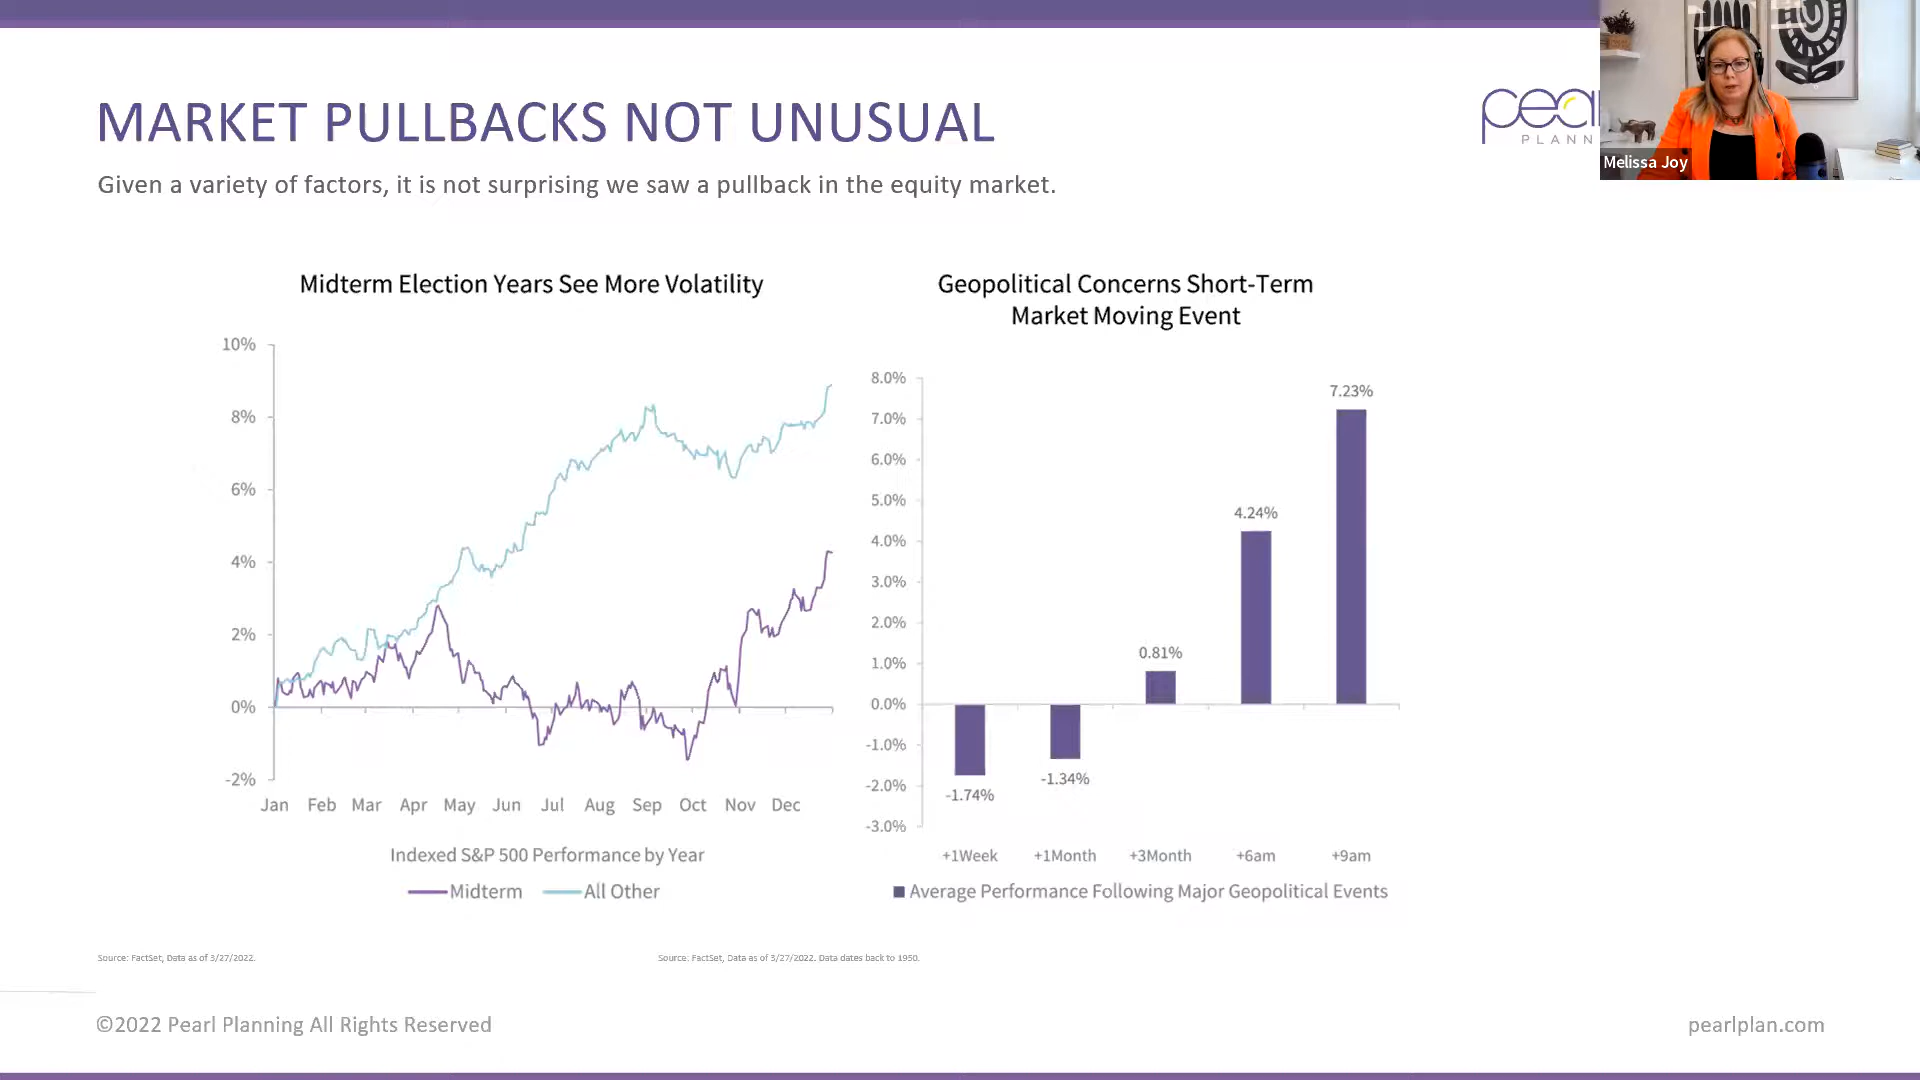 MARKET PULLBACKS NOT UNUSUAL
Given a variety of factors, it is not surprising we saw a pullback in the equity market.
pearl
PLANN
Melissa Joy
Midterm Election Years See More Volatility
10%
8%
6%
4%
2%
0%
-2%
Jan Feb Mar Apr May Jun Jul Aug Sep Oct Nov Dec
Indexed S&P 500 Performance by Year
Midterm All Other
Geopolitical Concerns Short-Term
Market Moving Event
8.0%
7.0%
6.0%
5.0%
4.0%
3.0%
2.0%
1.0%
0.0%
-1.0%
-2.0%
-3.0%
-1.74%
-1.34%
0.81%
4.24%
7.23%
+1Week +1Month +3Month +6am +9am
Average Performance Following Major Geopolitical Events
Source: FactSet, Data as of 3/27/2022.
Source: FactSet, Data as of 3/27/2022. Data dates back to 1950.
©2022 Pearl Planning All Rights Reserved
pearlplan.com